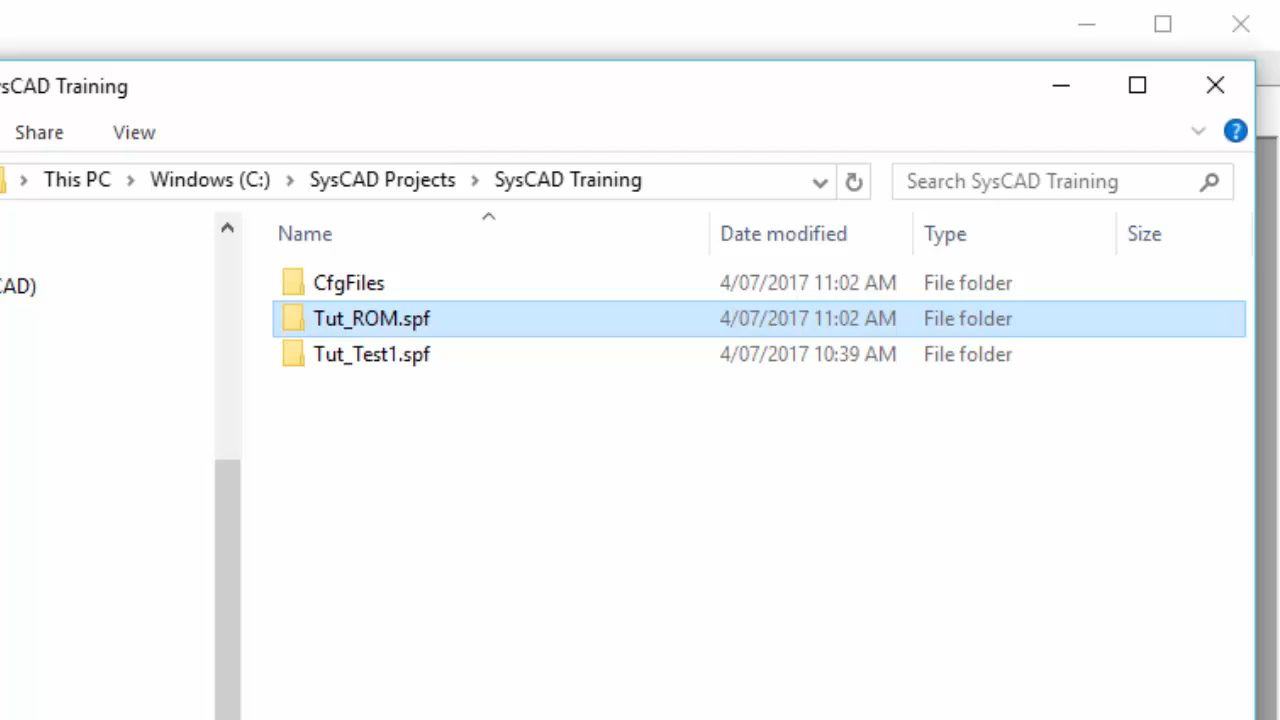 ysCAD Training
Share View
This PC Windows (C:) SysCAD Projects SysCAD Training Search SysCAD Training
Name Date modified Type Size
CAD)
CfgFiles 4/07/2017 11:02 AM File folder
Tut_ROM.spf 4/07/2017 11:02 AM File folder
Tut_Test1.spf 4/07/2017 10:39 AM File folder